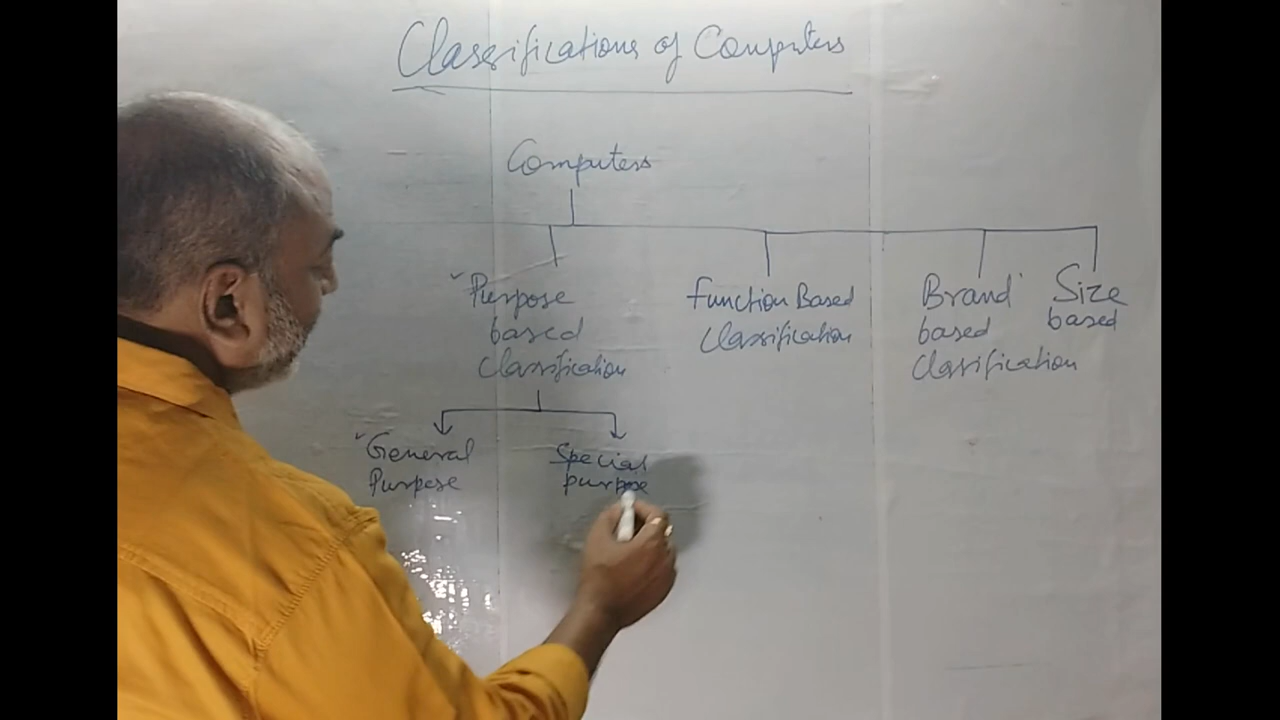 Classifications of Computers
Computers
Purpose
based
Classification
Function Based
Classification
Brand
based
Classification
Size
based
General
Purpose
Special
purpose